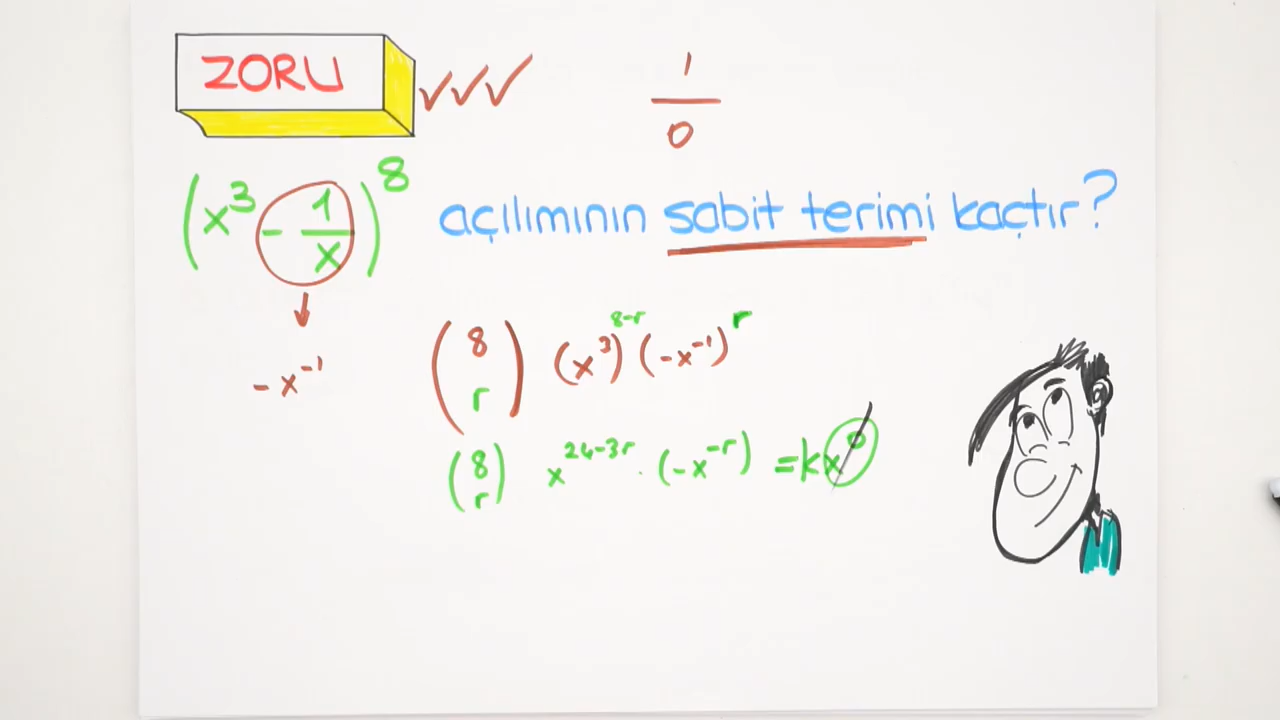 ZORU ✓✓✓
1/0
(x³ - 1/x)⁸ açılımının sabit terimi kaçtır?
↓
-x⁻¹
(8 r) (x³)⁸⁻ʳ (-x⁻¹)ʳ
(8 r) x²⁴⁻³ʳ · (-x⁻ʳ) = kx⁰